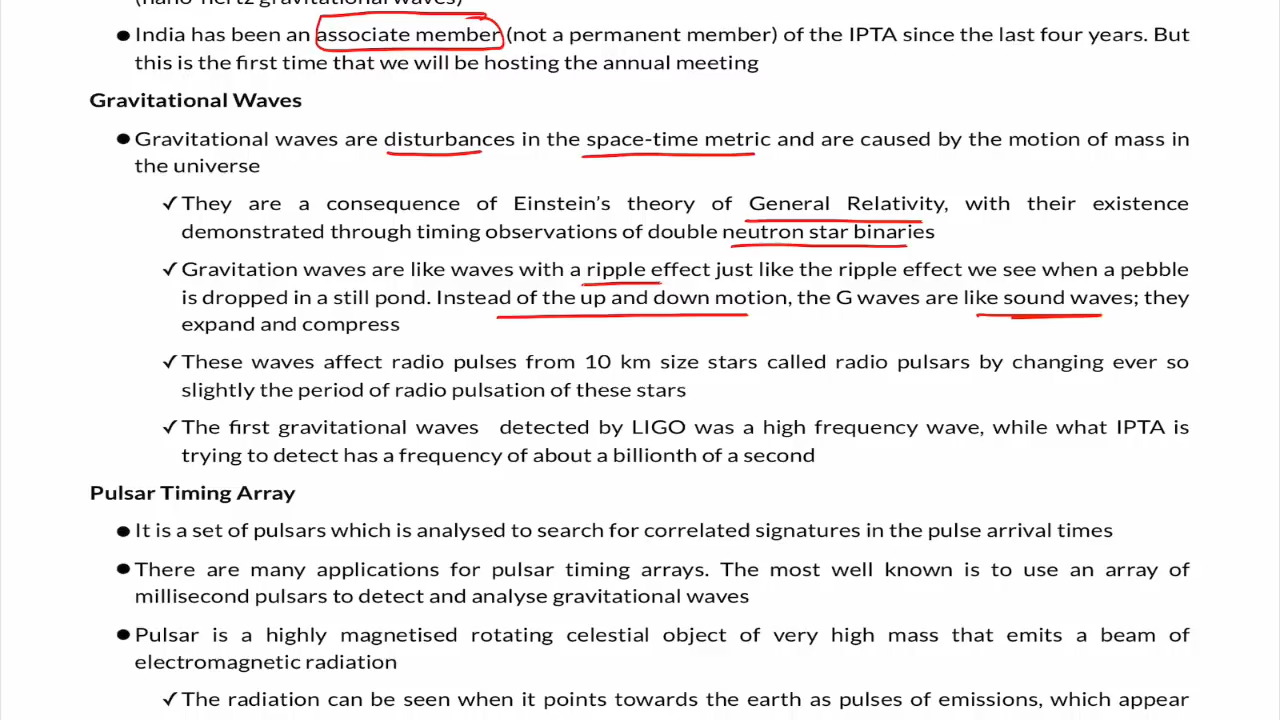 (nano-hertz gravitational waves)
● India has been an associate member (not a permanent member) of the IPTA since the last four years. But
this is the first time that we will be hosting the annual meeting
Gravitational Waves
● Gravitational waves are disturbances in the space-time metric and are caused by the motion of mass in
the universe
✓ They are a consequence of Einstein's theory of General Relativity, with their existence
demonstrated through timing observations of double neutron star binaries
✓ Gravitation waves are like waves with a ripple effect just like the ripple effect we see when a pebble
is dropped in a still pond. Instead of the up and down motion, the G waves are like sound waves; they
expand and compress
✓ These waves affect radio pulses from 10 km size stars called radio pulsars by changing ever so
slightly the period of radio pulsation of these stars
✓ The first gravitational waves detected by LIGO was a high frequency wave, while what IPTA is
trying to detect has a frequency of about a billionth of a second
Pulsar Timing Array
● It is a set of pulsars which is analysed to search for correlated signatures in the pulse arrival times
● There are many applications for pulsar timing arrays. The most well known is to use an array of
millisecond pulsars to detect and analyse gravitational waves
● Pulsar is a highly magnetised rotating celestial object of very high mass that emits a beam of
electromagnetic radiation
✓ The radiation can be seen when it points towards the earth as pulses of emissions, which appear